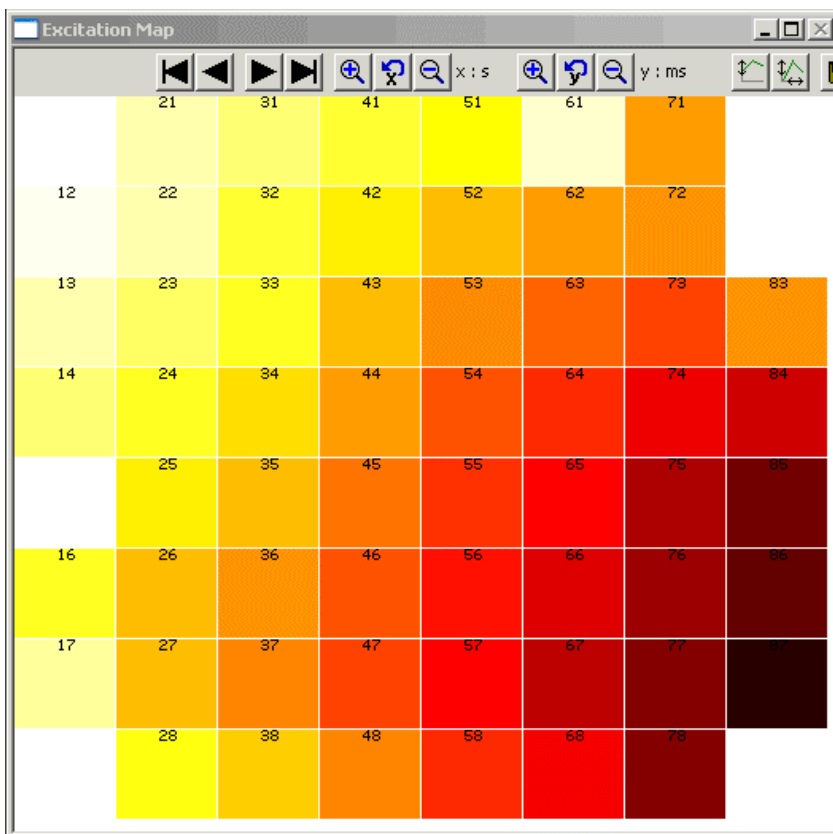 Excitation Map
x x : s y y : ms
21 31 41 51 61 71
12 22 32 42 52 62 72
13 23 33 43 53 63 73 83
14 24 34 44 54 64 74 84
25 35 45 55 65 75 85
16 26 36 46 56 66 76 86
17 27 37 47 57 67 77 87
28 38 48 58 68 78